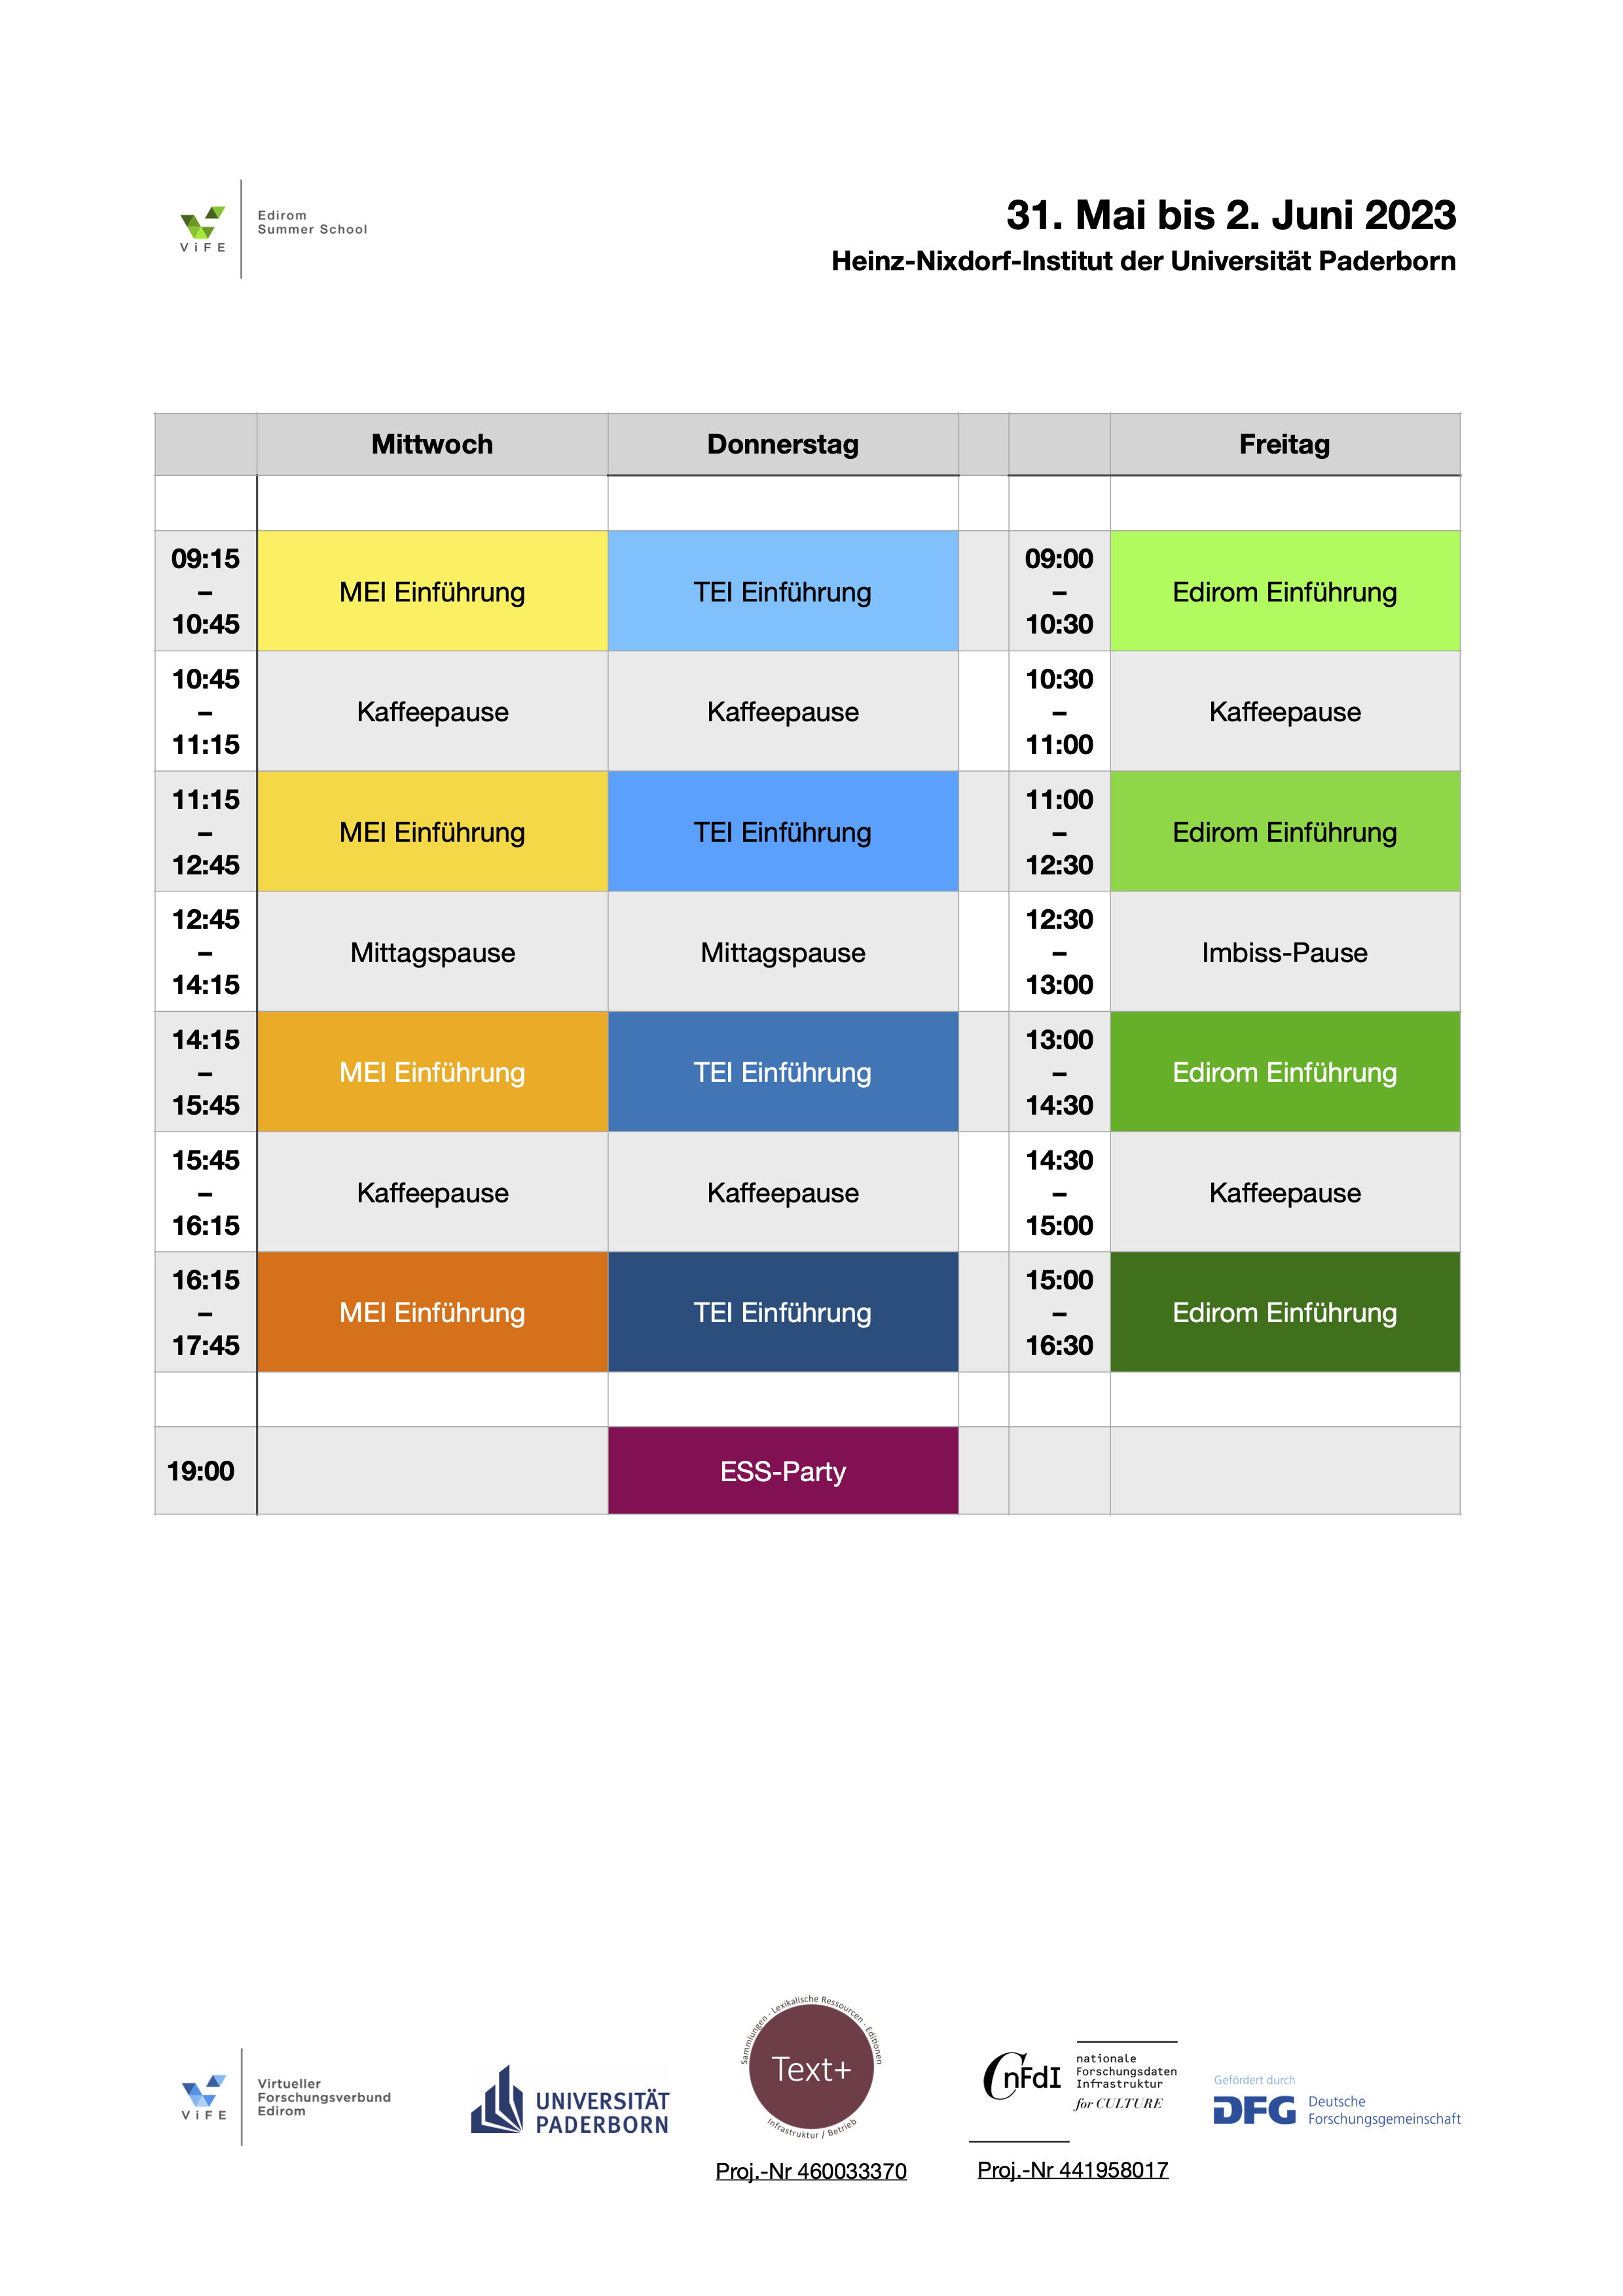 ViFE
Edirom
Summer School
31. Mai bis 2. Juni 2023
Heinz-Nixdorf-Institut der Universität Paderborn
Mittwoch Donnerstag Freitag
09:15 – 10:45 MEI Einführung TEI Einführung 09:00 – 10:30 Edirom Einführung
10:45 – 11:15 Kaffeepause Kaffeepause 10:30 – 11:00 Kaffeepause
11:15 – 12:45 MEI Einführung TEI Einführung 11:00 – 12:30 Edirom Einführung
12:45 – 14:15 Mittagspause Mittagspause 12:30 – 13:00 Imbiss-Pause
14:15 – 15:45 MEI Einführung TEI Einführung 13:00 – 14:30 Edirom Einführung
15:45 – 16:15 Kaffeepause Kaffeepause 14:30 – 15:00 Kaffeepause
16:15 – 17:45 MEI Einführung TEI Einführung 15:00 – 16:30 Edirom Einführung
19:00 ESS-Party
ViFE
Virtueller
Forschungsverbund
Edirom
UNIVERSITÄT
PADERBORN
Sammlungen - Lexikalische Ressourcen - Editionen
Text+
Infrastruktur / Betrieb
Proj.-Nr 460033370
nFdI
nationale
Forschungsdaten
Infrastruktur
for CULTURE
Proj.-Nr 441958017
Gefördert durch
DFG
Deutsche
Forschungsgemeinschaft